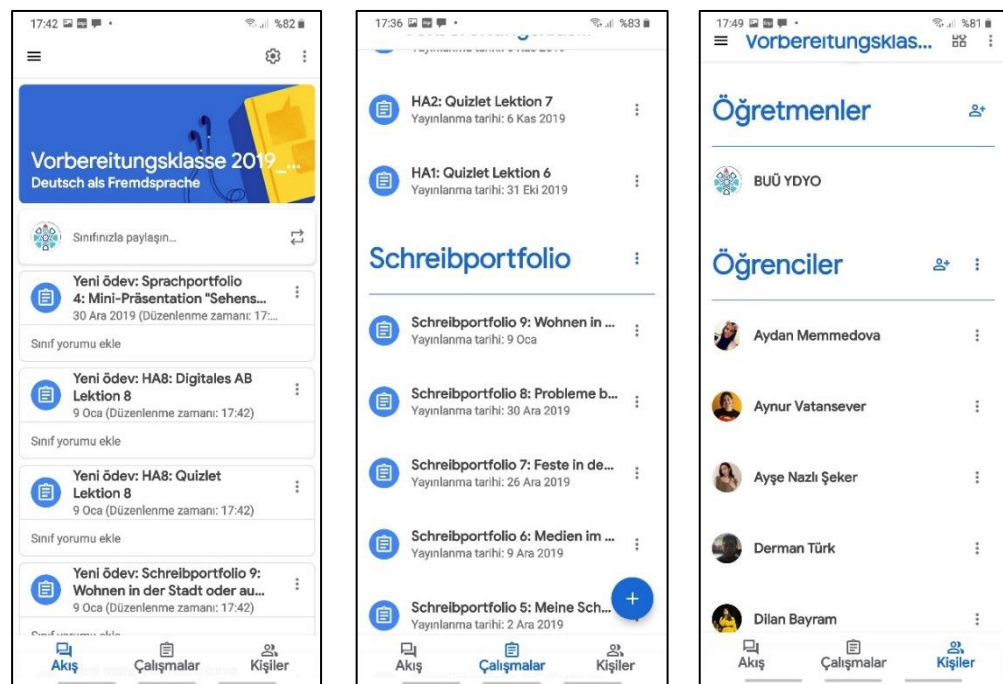 17:42 %82
Vorbereitungsklasse 2019_...
Deutsch als Fremdsprache
Sınıfınızla paylaşın...
Yeni ödev: Sprachportfolio
4: Mini-Präsentation "Sehens...
30 Ara 2019 (Düzenlenme zamanı: 17:...
Sınıf yorumu ekle
Yeni ödev: HA8: Digitales AB
Lektion 8
9 Oca (Düzenlenme zamanı: 17:42)
Sınıf yorumu ekle
Yeni ödev: HA8: Quizlet
Lektion 8
9 Oca (Düzenlenme zamanı: 17:42)
Sınıf yorumu ekle
Yeni ödev: Schreibportfolio 9:
Wohnen in der Stadt oder au...
9 Oca (Düzenlenme zamanı: 17:42)
Akış Çalışmalar Kişiler
17:36 %83
HA2: Quizlet Lektion 7
Yayınlanma tarihi: 6 Kas 2019
HA1: Quizlet Lektion 6
Yayınlanma tarihi: 31 Eki 2019
Schreibportfolio
Schreibportfolio 9: Wohnen in ...
Yayınlanma tarihi: 9 Oca
Schreibportfolio 8: Probleme b...
Yayınlanma tarihi: 30 Ara 2019
Schreibportfolio 7: Feste in de...
Yayınlanma tarihi: 26 Ara 2019
Schreibportfolio 6: Medien im ...
Yayınlanma tarihi: 9 Ara 2019
Schreibportfolio 5: Meine Sch...
Yayınlanma tarihi: 2 Ara 2019
Akış Çalışmalar Kişiler
17:49 %81
Vorbereitungsklas...
Öğretmenler
BUÜ YDYO
Öğrenciler
Aydan Memmedova
Aynur Vatansever
Ayşe Nazlı Şeker
Derman Türk
Dilan Bayram
Akış Çalışmalar Kişiler